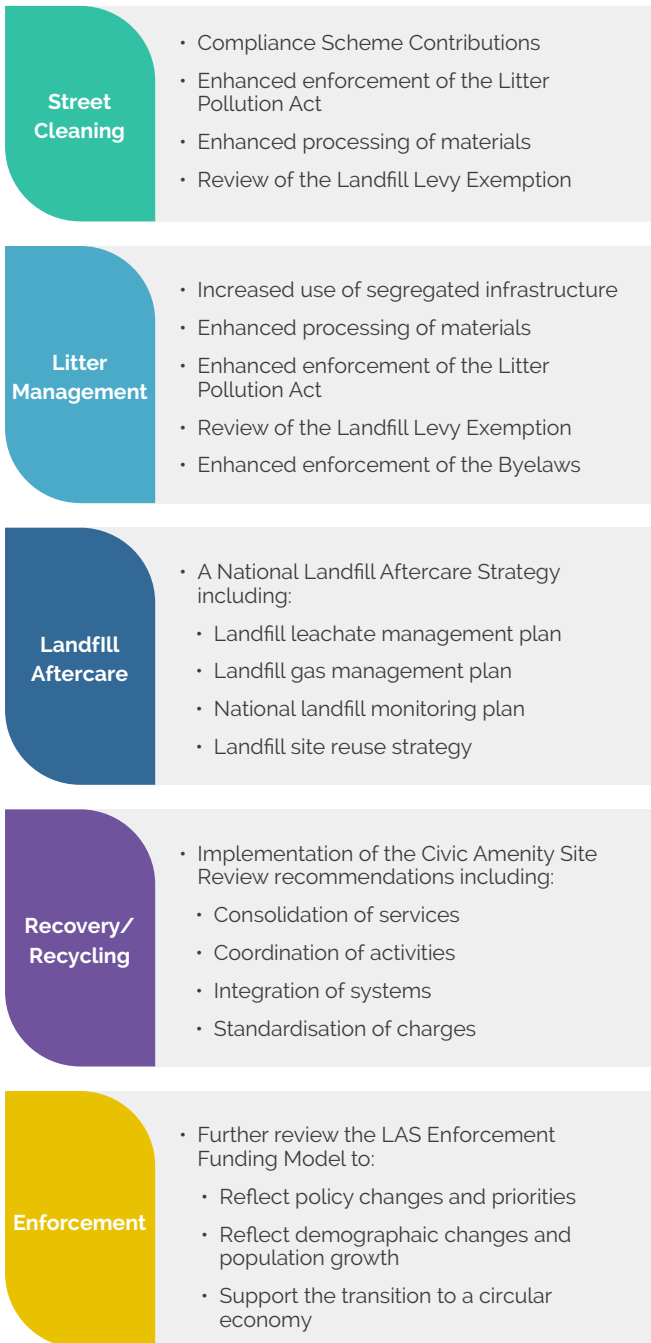 Street
Cleaning
• Compliance Scheme Contributions
• Enhanced enforcement of the Litter
Pollution Act
• Enhanced processing of materials
• Review of the Landfill Levy Exemption
Litter
Management
• Increased use of segregated infrastructure
• Enhanced processing of materials
• Enhanced enforcement of the Litter
Pollution Act
• Review of the Landfill Levy Exemption
• Enhanced enforcement of the Byelaws
Landfill
Aftercare
• A National Landfill Aftercare Strategy
including:
• Landfill leachate management plan
• Landfill gas management plan
• National landfill monitoring plan
• Landfill site reuse strategy
Recovery/
Recycling
• Implementation of the Civic Amenity Site
Review recommendations including:
• Consolidation of services
• Coordination of activities
• Integration of systems
• Standardisation of charges
Enforcement
• Further review the LAS Enforcement
Funding Model to:
• Reflect policy changes and priorities
• Reflect demographaic changes and
population growth
• Support the transition to a circular
economy